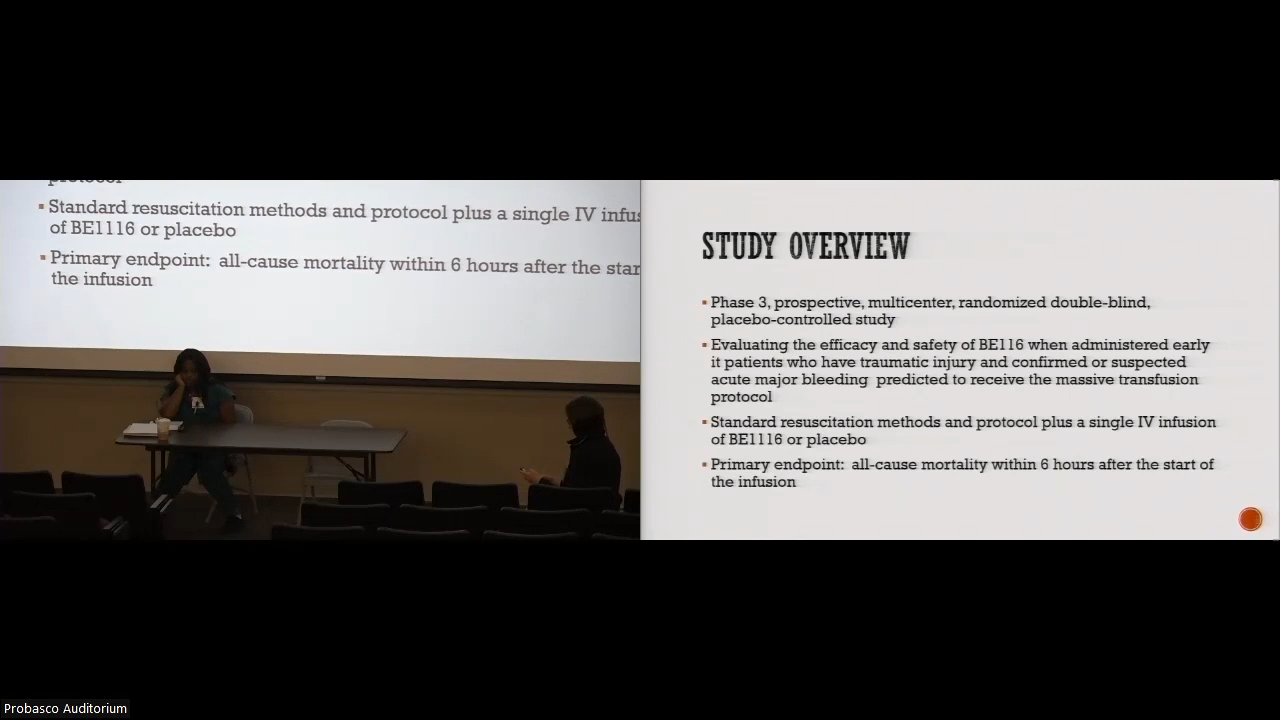 protocol
Standard resuscitation methods and protocol plus a single IV infus
of BE1116 or placebo
Primary endpoint: all-cause mortality within 6 hours after the star
the infusion
STUDY OVERVIEW
Phase 3, prospective, multicenter, randomized double-blind,
placebo-controlled study
Evaluating the efficacy and safety of BE116 when administered early
it patients who have traumatic injury and confirmed or suspected
acute major bleeding predicted to receive the massive transfusion
protocol
Standard resuscitation methods and protocol plus a single IV infusion
of BE1116 or placebo
Primary endpoint: all-cause mortality within 6 hours after the start of
the infusion
Probasco Auditorium